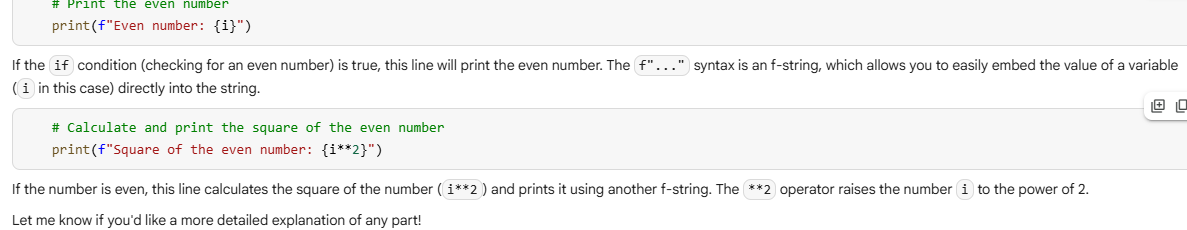 # Print the even number
print(f"Even number: {i}")
If the if condition (checking for an even number) is true, this line will print the even number. The f"..." syntax is an f-string, which allows you to easily embed the value of a variable
(i in this case) directly into the string.
# Calculate and print the square of the even number
print(f"Square of the even number: {i**2}")
If the number is even, this line calculates the square of the number (i**2) and prints it using another f-string. The **2 operator raises the number i to the power of 2.
Let me know if you'd like a more detailed explanation of any part!